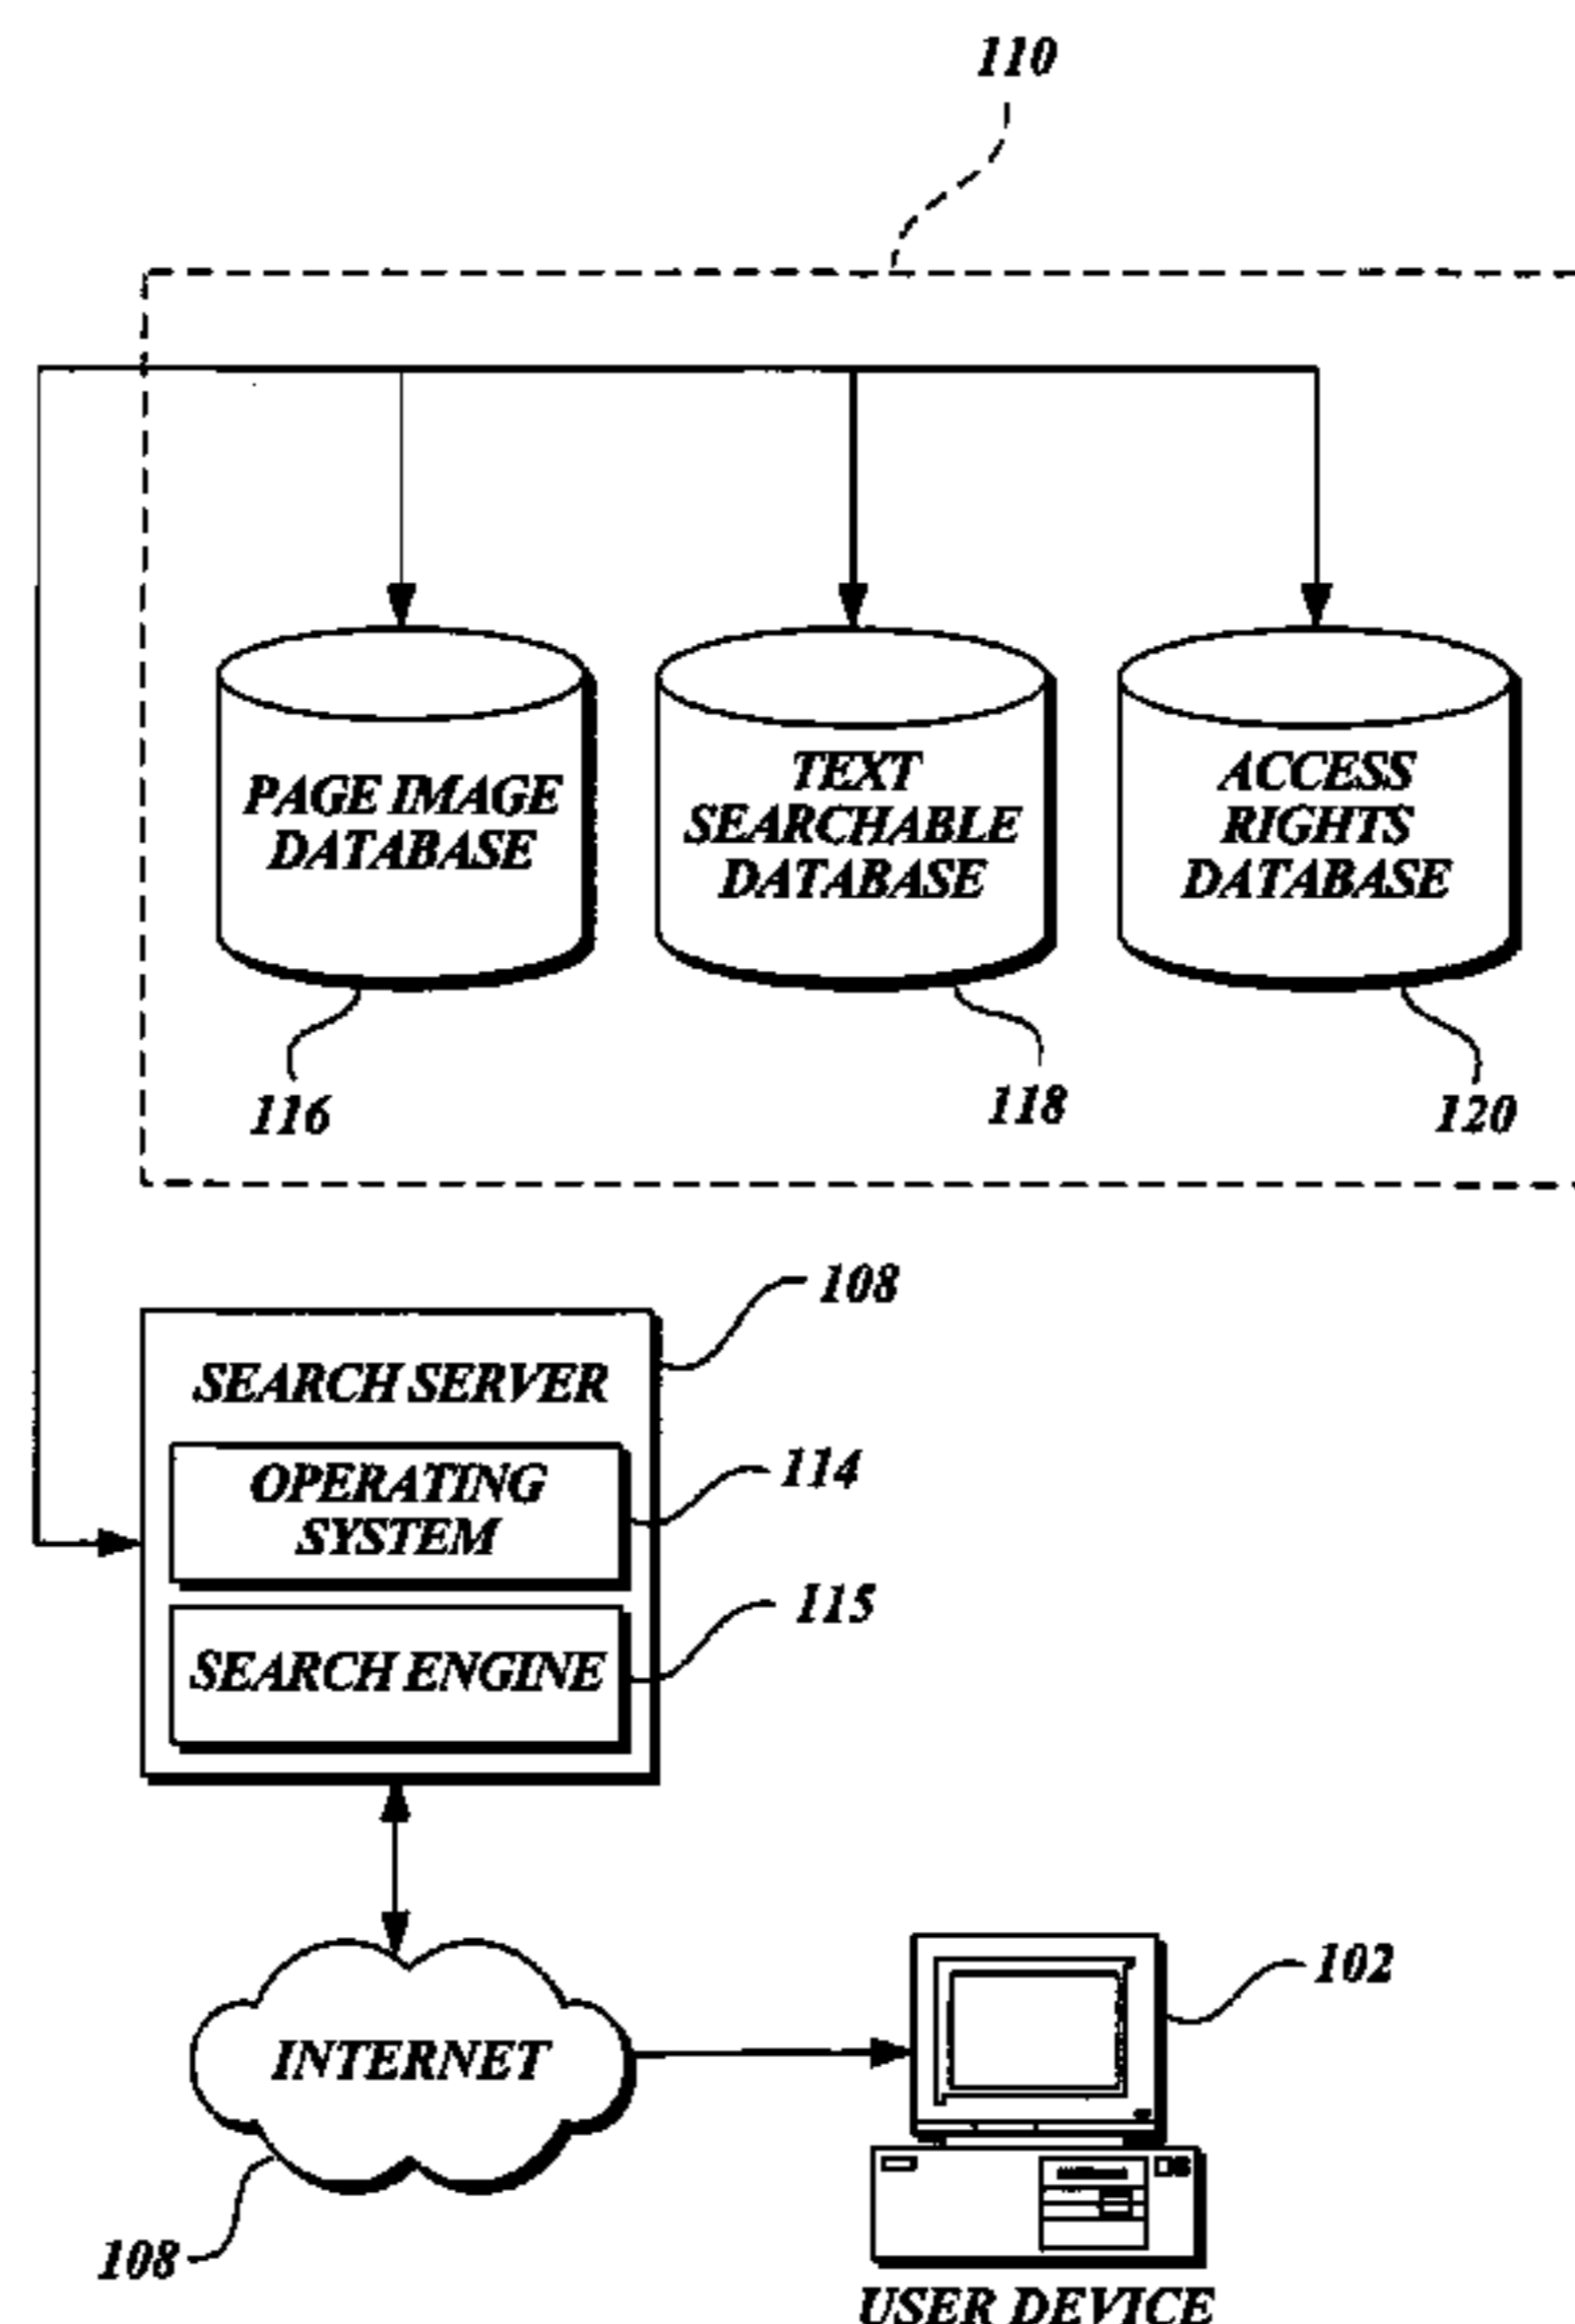 110
PAGE IMAGE
DATABASE
TEXT
SEARCHABLE
DATABASE
ACCESS
RIGHTS
DATABASE
116
118
120
108
SEARCH SERVER
OPERATING
SYSTEM
114
115
SEARCH ENGINE
102
INTERNET
108
USER DEVICE